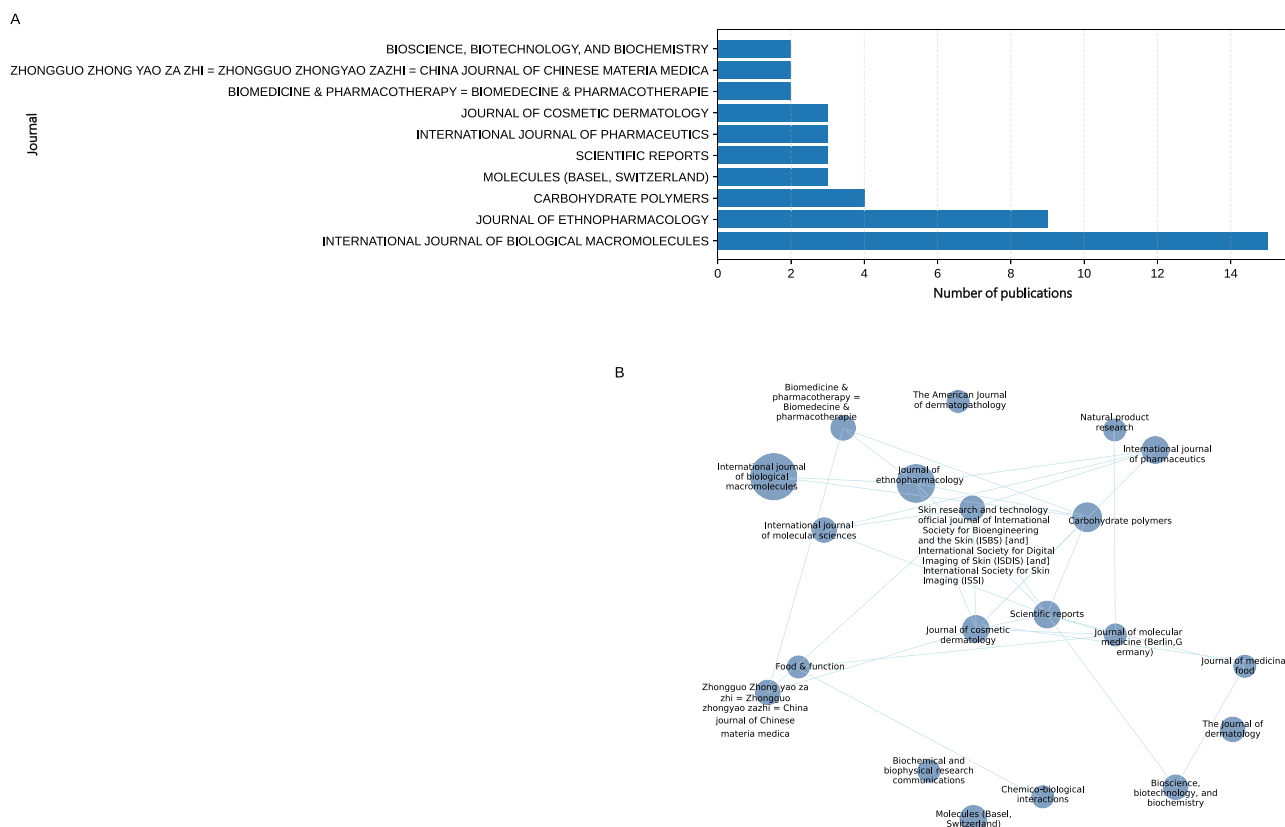 A
BIOSCIENCE, BIOTECHNOLOGY, AND BIOCHEMISTRY
ZHONGGUO ZHONG YAO ZA ZHI = ZHONGGUO ZHONGYAO ZAZHI = CHINA JOURNAL OF CHINESE MATERIA MEDICA
BIOMEDICINE & PHARMACOTHERAPY = BIOMEDECINE & PHARMACOTHERAPIE
JOURNAL OF COSMETIC DERMATOLOGY
INTERNATIONAL JOURNAL OF PHARMACEUTICS
SCIENTIFIC REPORTS
MOLECULES (BASEL, SWITZERLAND)
CARBOHYDRATE POLYMERS
JOURNAL OF ETHNOPHARMACOLOGY
INTERNATIONAL JOURNAL OF BIOLOGICAL MACROMOLECULES
Journal
0 2 4 6 8 10 12 14
Number of publications
B
Biomedicine &
pharmacotherapy =
Biomedecine &
pharmacotherapie
The American Journal
of dermatopathology
Natural product
research
International journal
of pharmaceutics
International journal
of biological
macromolecules
Journal of
ethnopharmacology
International journal
of molecular sciences
Skin research and technology
official journal of International
Society for Bioengineering
and the Skin (ISBS) [and]
International Society for Digital
Imaging of Skin (ISDIS) [and]
International Society for Skin
Imaging (ISSI)
Carbohydrate polymers
Scientific reports
Journal of cosmetic
dermatology
Journal of molecular
medicine (Berlin,G
ermany)
Food & function
Journal of medicina
food
Zhongguo Zhong yao za
zhi = Zhongguo
zhongyao zazhi = China
journal of Chinese
materia medica
The Journal of
dermatology
Biochemical and
biophysical research
communications
Chemico-biological
interactions
Bioscience,
biotechnology, and
biochemistry
Molecules (Basel,
Switzerland)